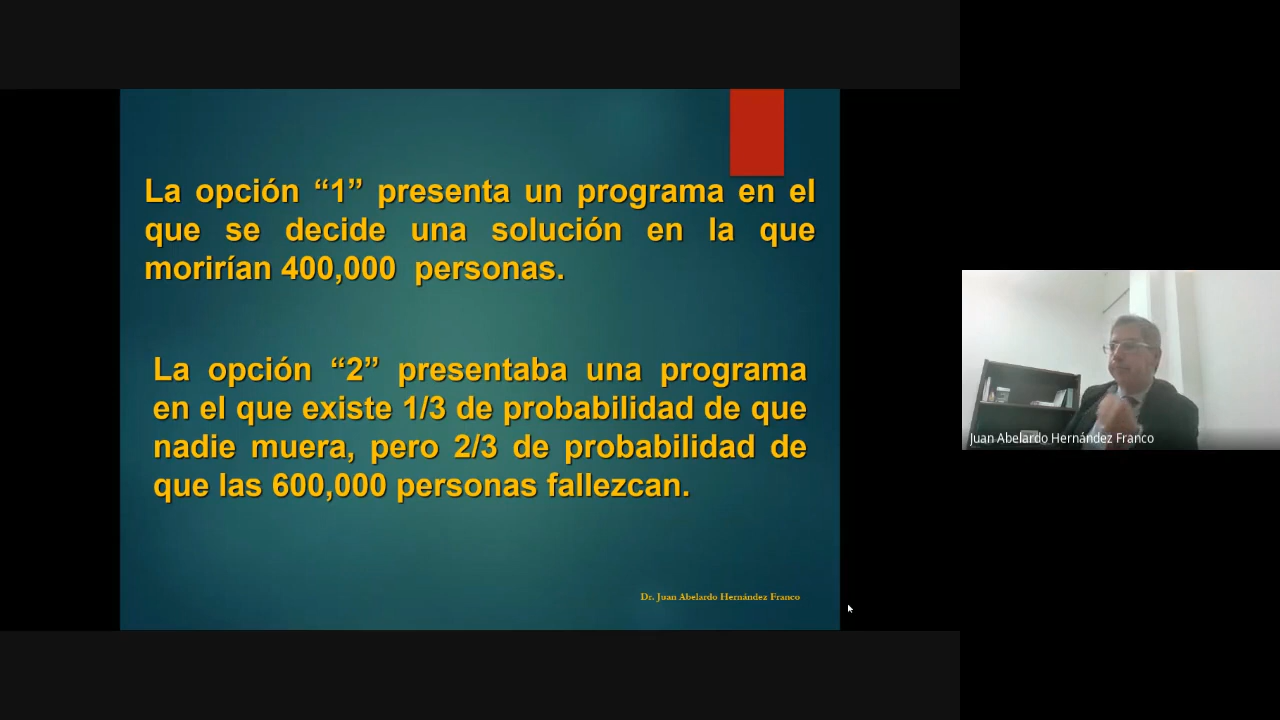 La opción “1” presenta un programa en el
que se decide una solución en la que
morirían 400,000 personas.
La opción “2” presentaba una programa
en el que existe 1/3 de probabilidad de que
nadie muera, pero 2/3 de probabilidad de
que las 600,000 personas fallezcan.
Dr. Juan Abelardo Hernández Franco
Juan Abelardo Hernández Franco